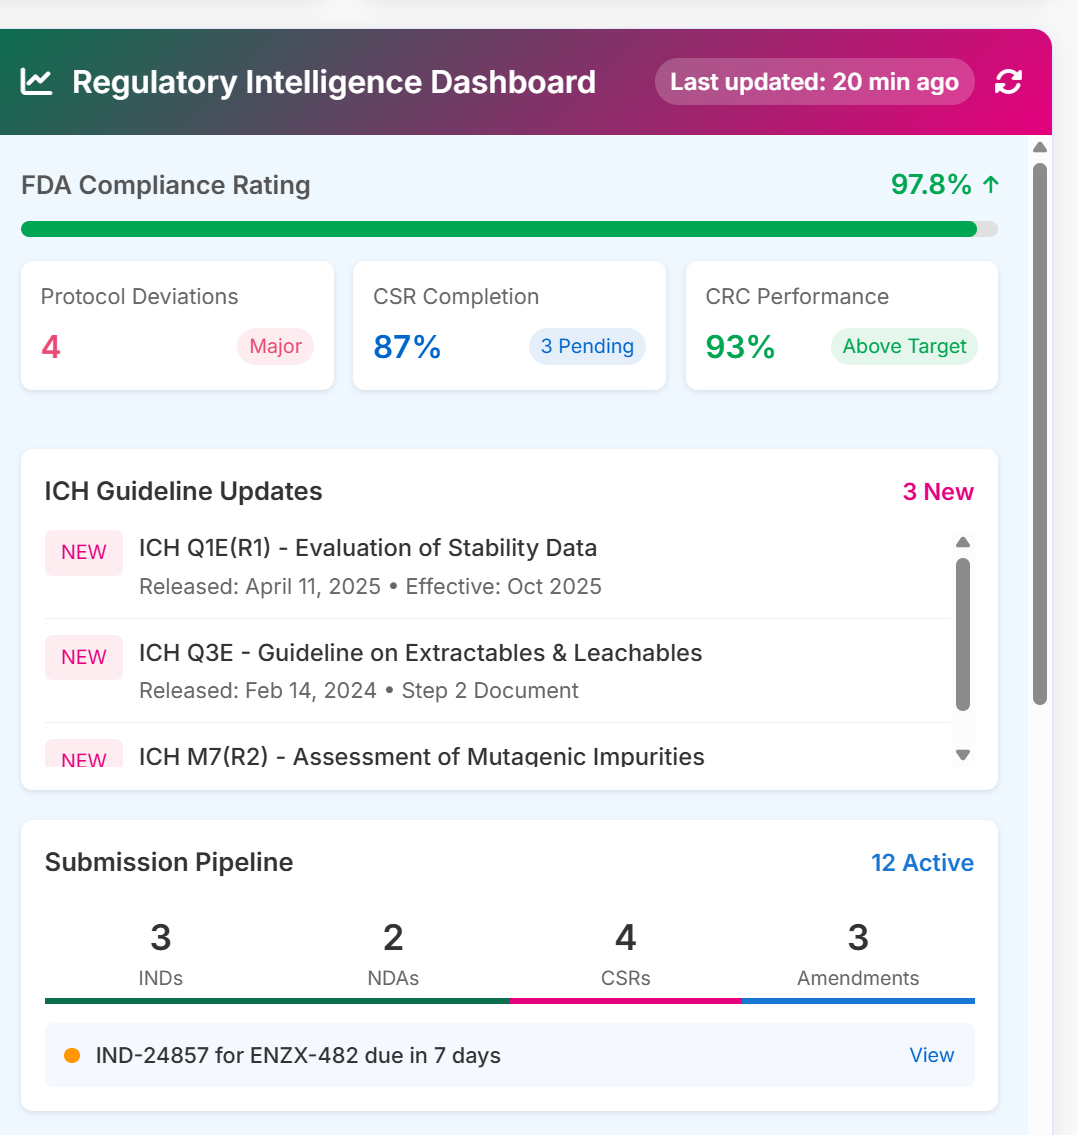 Regulatory Intelligence Dashboard
Last updated: 20 min ago
FDA Compliance Rating
97.8% ↑
Protocol Deviations
4
Major
CSR Completion
87%
3 Pending
CRC Performance
93%
Above Target
ICH Guideline Updates
3 New
NEW
ICH Q1E(R1) - Evaluation of Stability Data
Released: April 11, 2025 • Effective: Oct 2025
NEW
ICH Q3E - Guideline on Extractables & Leachables
Released: Feb 14, 2024 • Step 2 Document
NEW
ICH M7(R2) - Assessment of Mutagenic Impurities
Submission Pipeline
12 Active
3
INDs
2
NDAs
4
CSRs
3
Amendments
IND-24857 for ENZX-482 due in 7 days
View